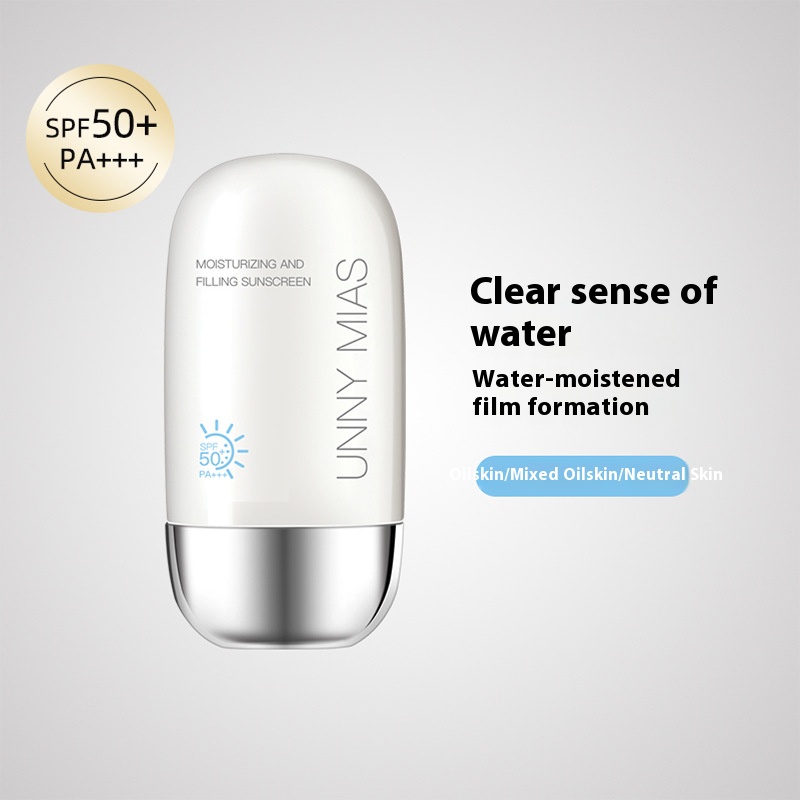 SPF50+
PA+++
MOISTURIZING AND
FILLING SUNSCREEN
UNNY MIAS
SPF
50+
PA+++
Clear sense of
water
Water-moistened
film formation
Oilskin/Mixed Oilskin/Neutral Skin